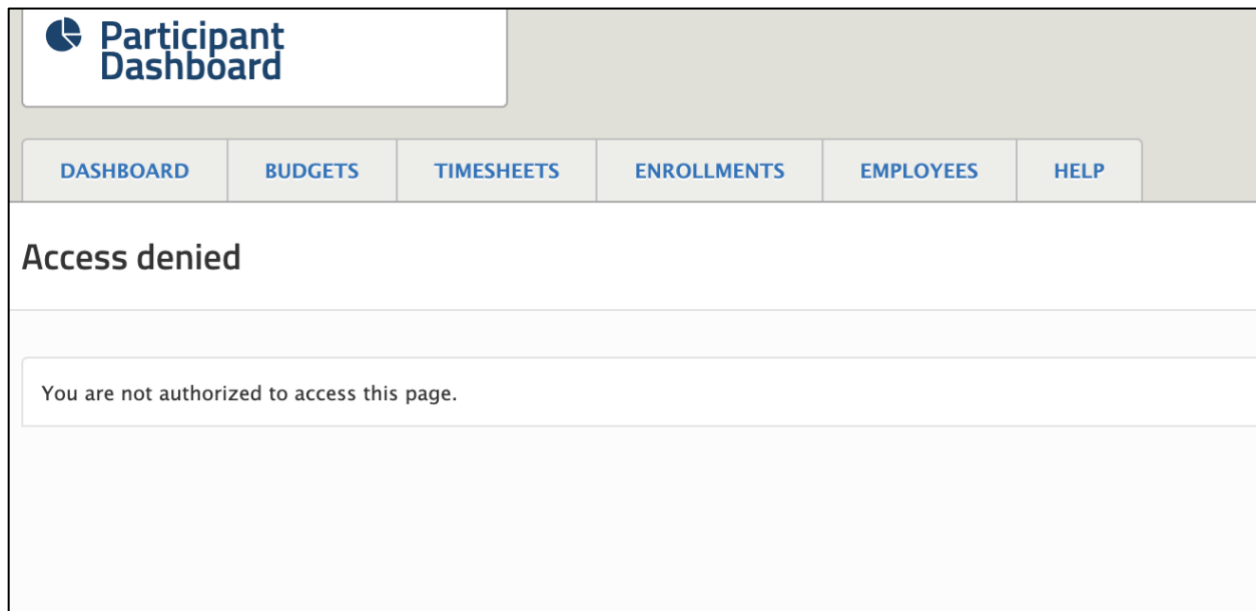 Participant
Dashboard
DASHBOARD BUDGETS TIMESHEETS ENROLLMENTS EMPLOYEES HELP
Access denied
You are not authorized to access this page.